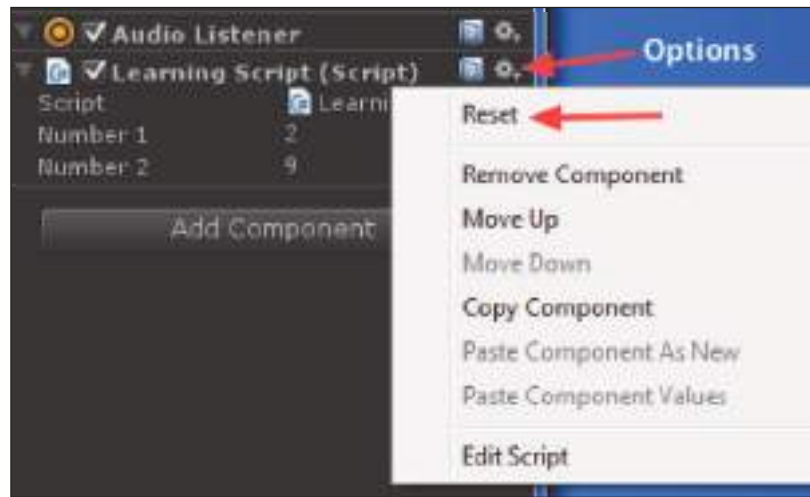 Audio Listener
Options
Learning Script (Script)
Script Learni
Number 1 2
Number 2 9
Add Component
Reset
Remove Component
Move Up
Move Down
Copy Component
Paste Component As New
Paste Component Values
Edit Script